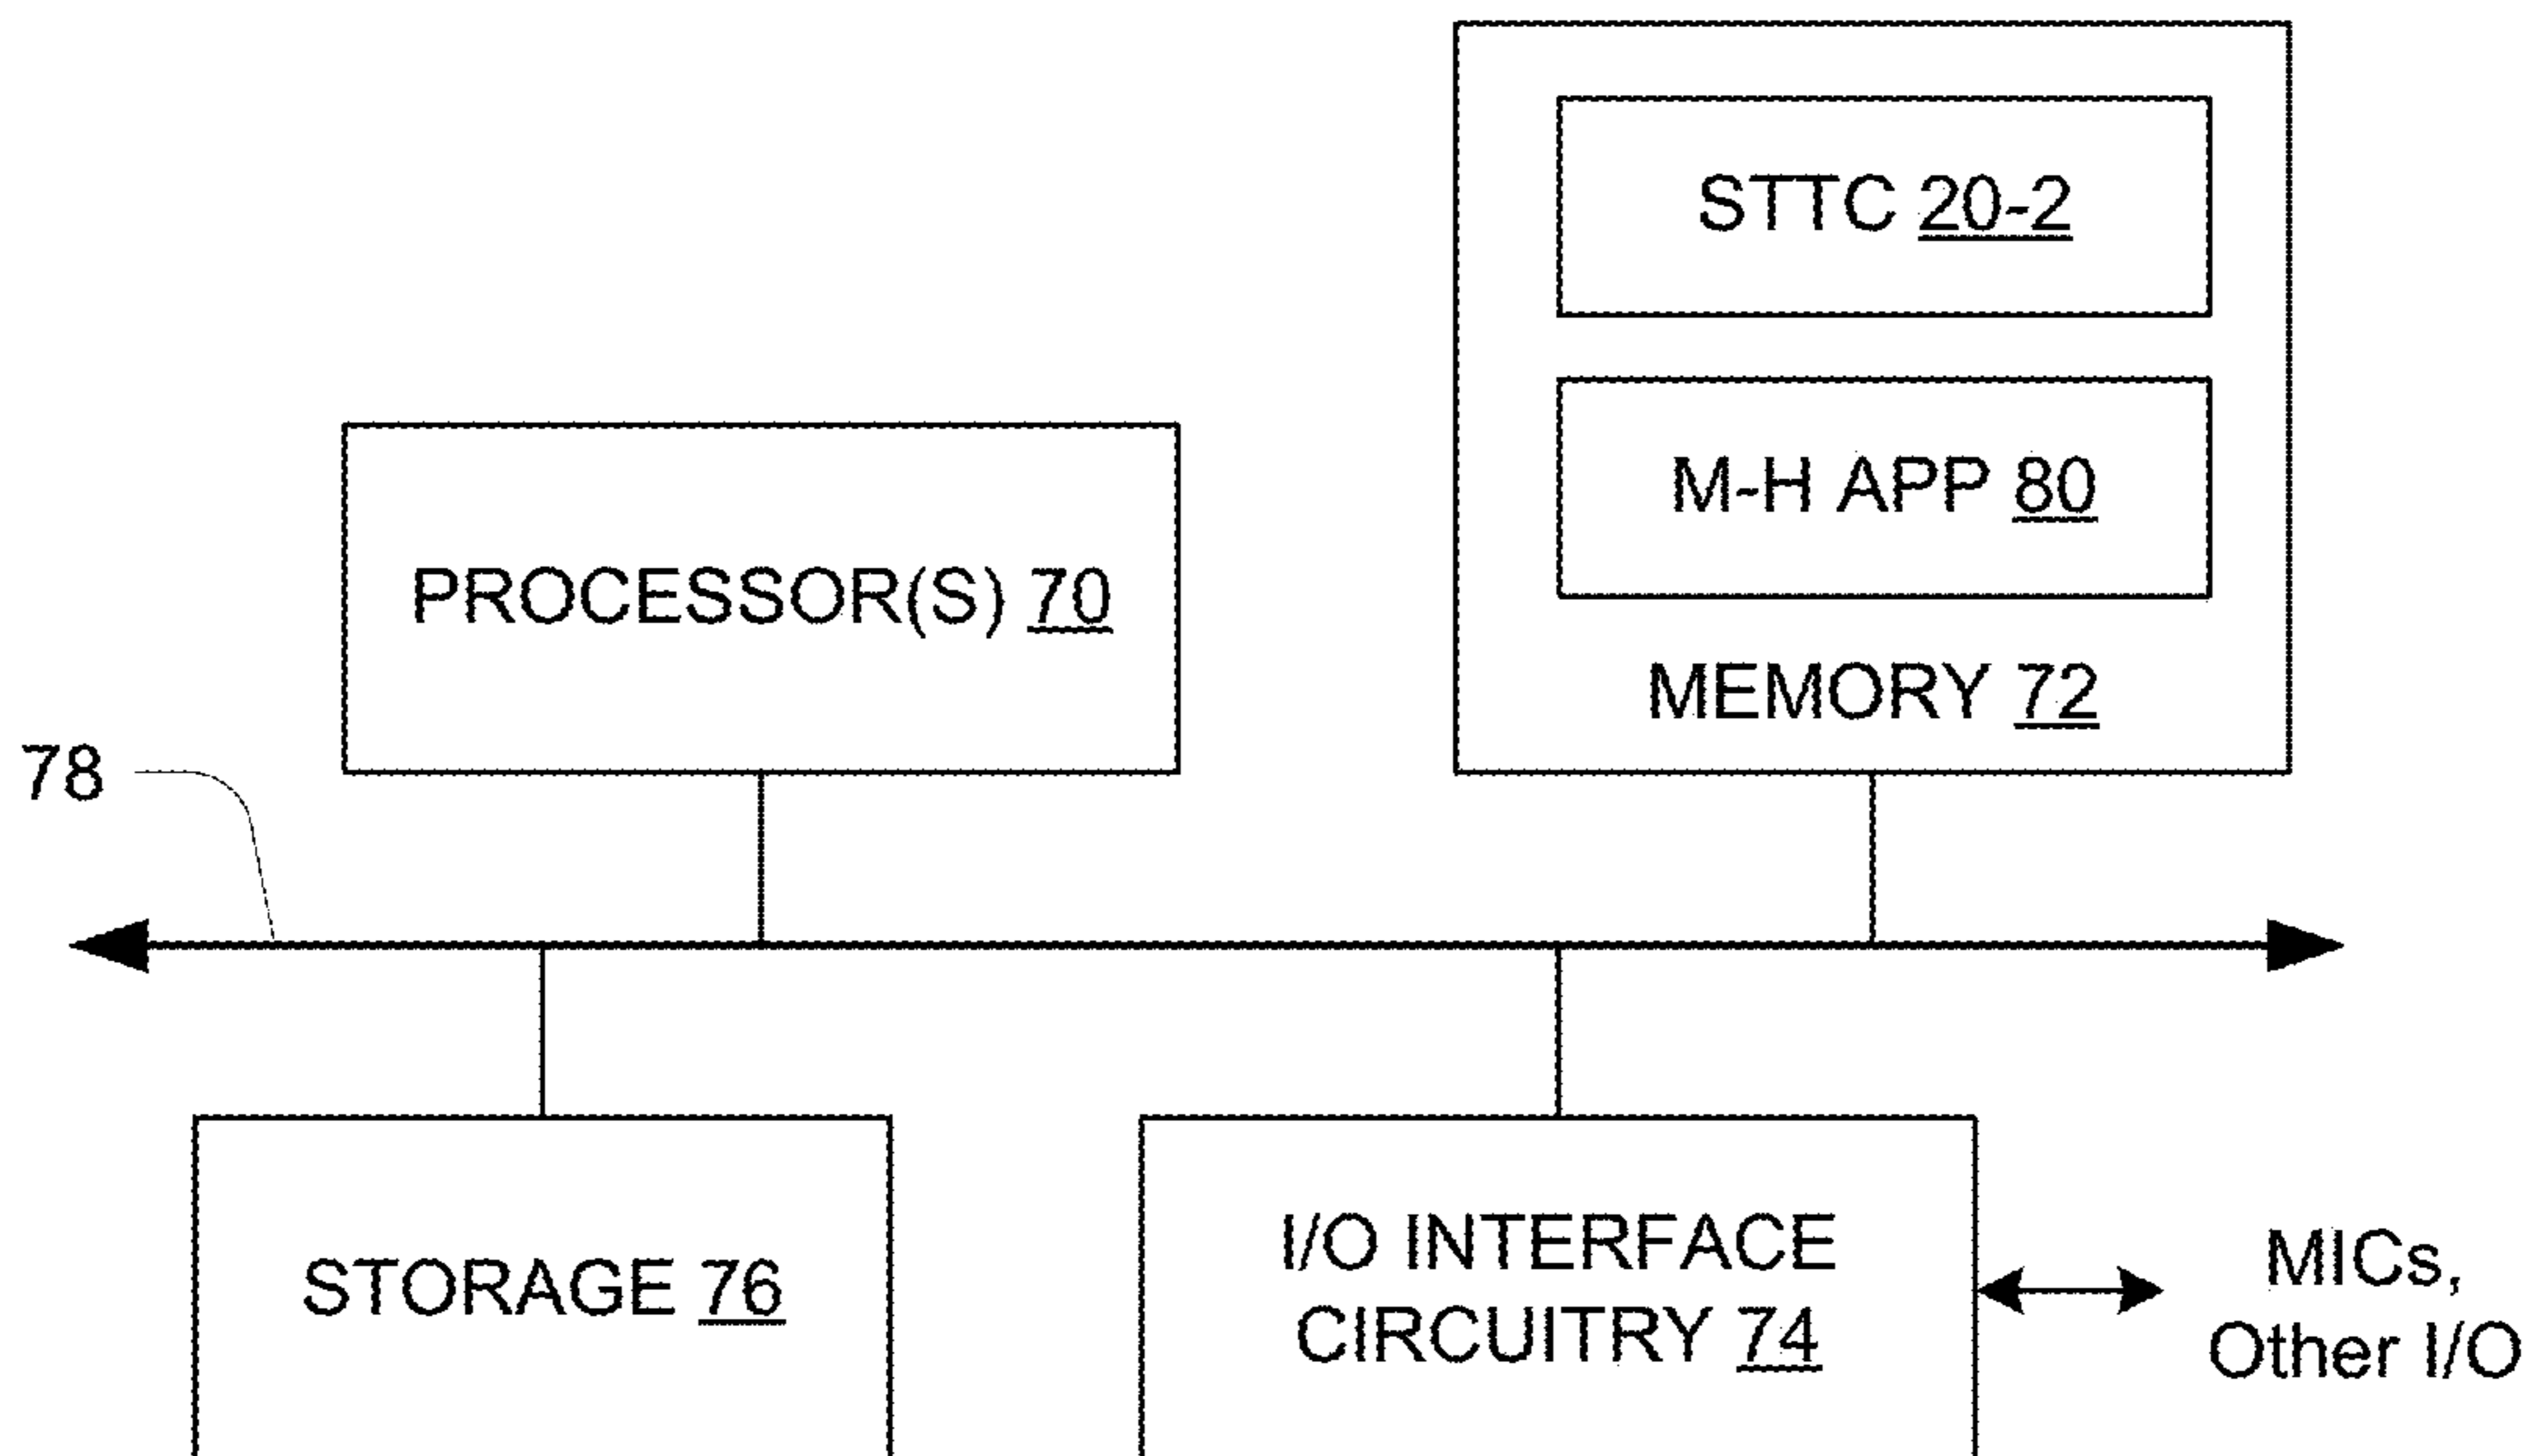 STTC 20-2
M-H APP 80
PROCESSOR(S) 70
MEMORY 72
78
STORAGE 76
I/O INTERFACE
CIRCUITRY 74
MICs,
Other I/O